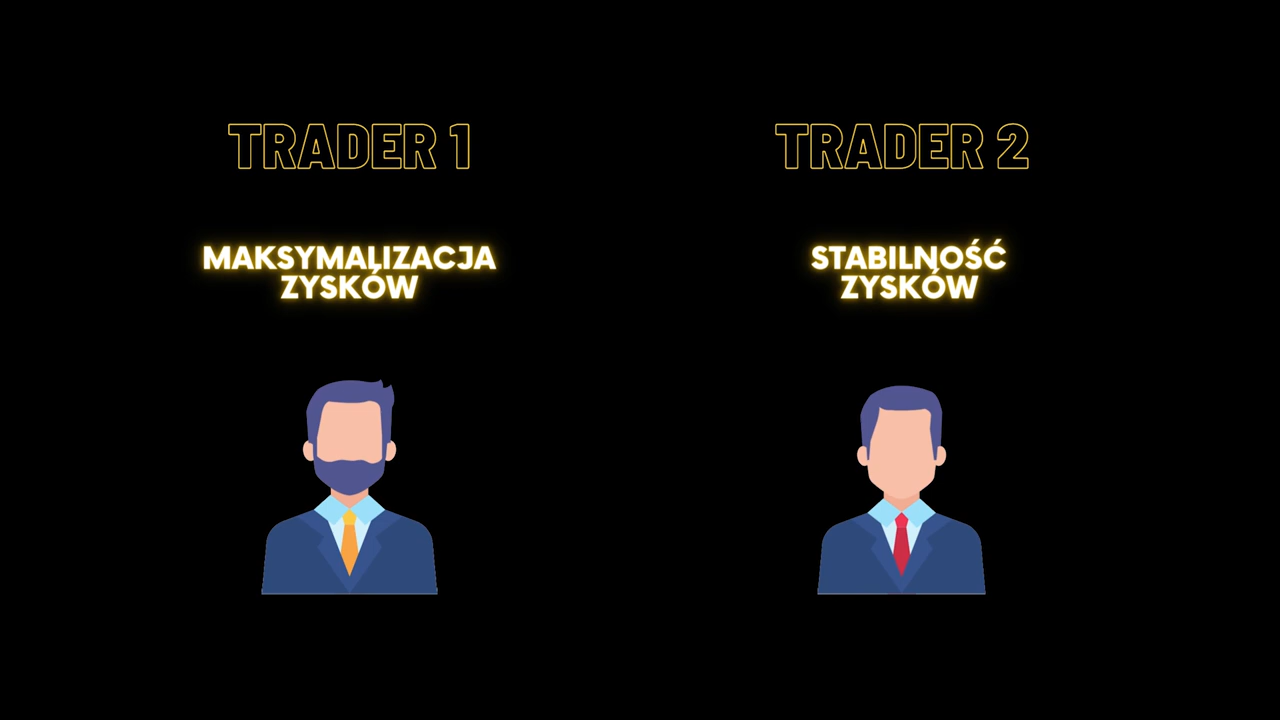 TRADER 1
MAKSYMALIZACJA
ZYSKÓW
TRADER 2
STABILNOŚĆ
ZYSKÓW